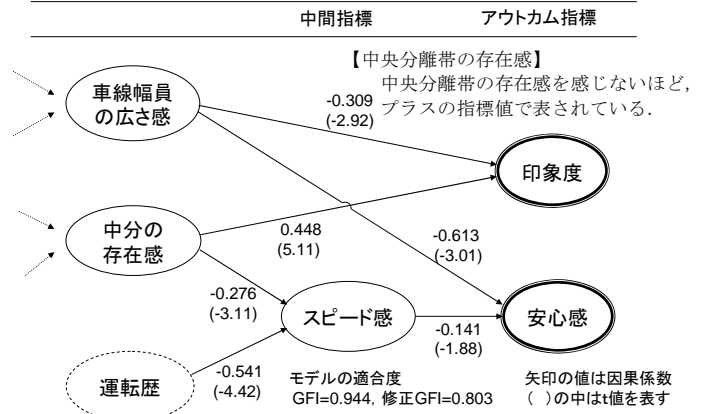 中間指標 アウトカム指標
【中央分離帯の存在感】
中央分離帯の存在感を感じないほど,
プラスの指標値で表されている.
車線幅員
の広さ感
-0.309
(-2.92)
印象度
中分の
存在感
0.448
(5.11)
-0.613
(-3.01)
-0.276
(-3.11)
スピード感
安心感
-0.141
(-1.88)
運転歴
-0.541
(-4.42)
モデルの適合度
GFI=0.944, 修正GFI=0.803
矢印の値は因果係数
( )の中はt値を表す